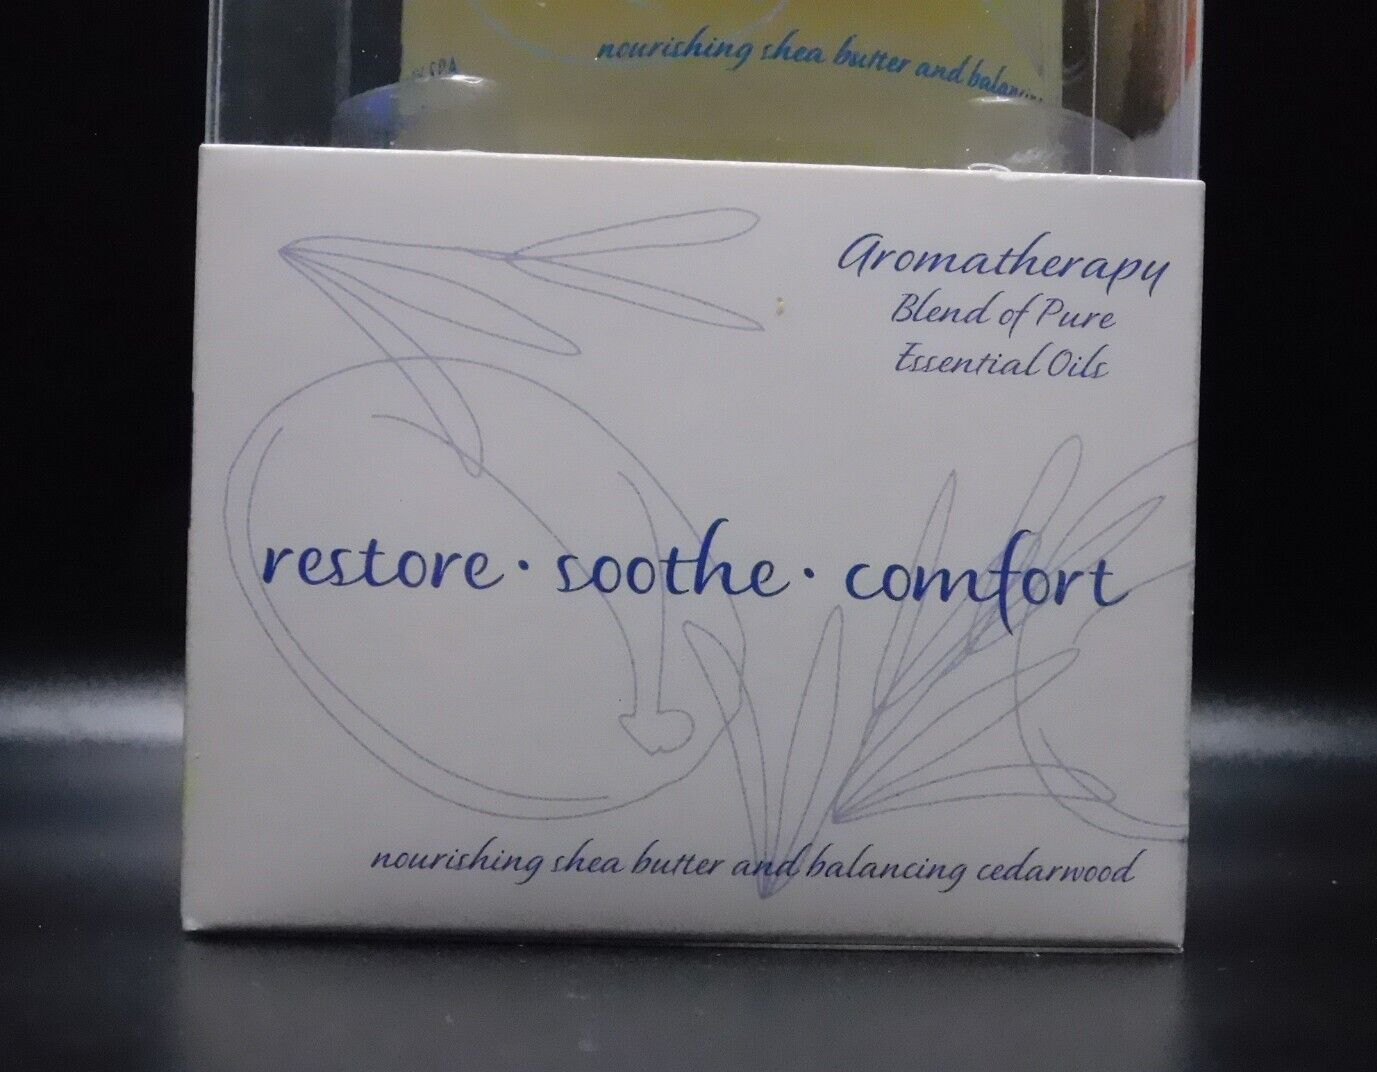 nourishing shea butter and
SPA
Aromatherapy
Blend of Pure
Essential Oils
restore · soothe · comfort
nourishing shea butter and balancing cedarwood